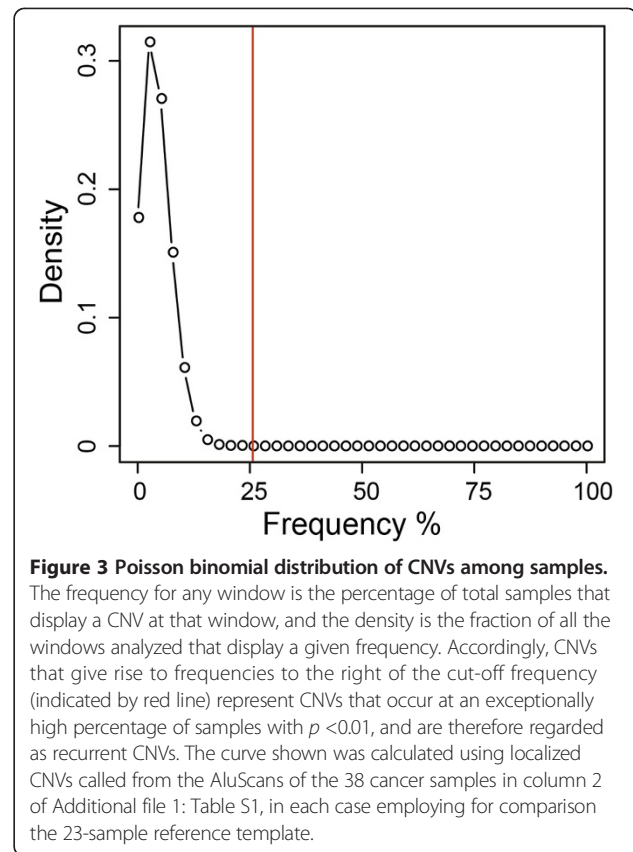 0.3
0.2
0.1
0
Density
0
25
50
75
100
Frequency %
Figure 3 Poisson binomial distribution of CNVs among samples.
The frequency for any window is the percentage of total samples that
display a CNV at that window, and the density is the fraction of all the
windows analyzed that display a given frequency. Accordingly, CNVs
that give rise to frequencies to the right of the cut-off frequency
(indicated by red line) represent CNVs that occur at an exceptionally
high percentage of samples with p <0.01, and are therefore regarded
as recurrent CNVs. The curve shown was calculated using localized
CNVs called from the AluScans of the 38 cancer samples in column 2
of Additional file 1: Table S1, in each case employing for comparison
the 23-sample reference template.